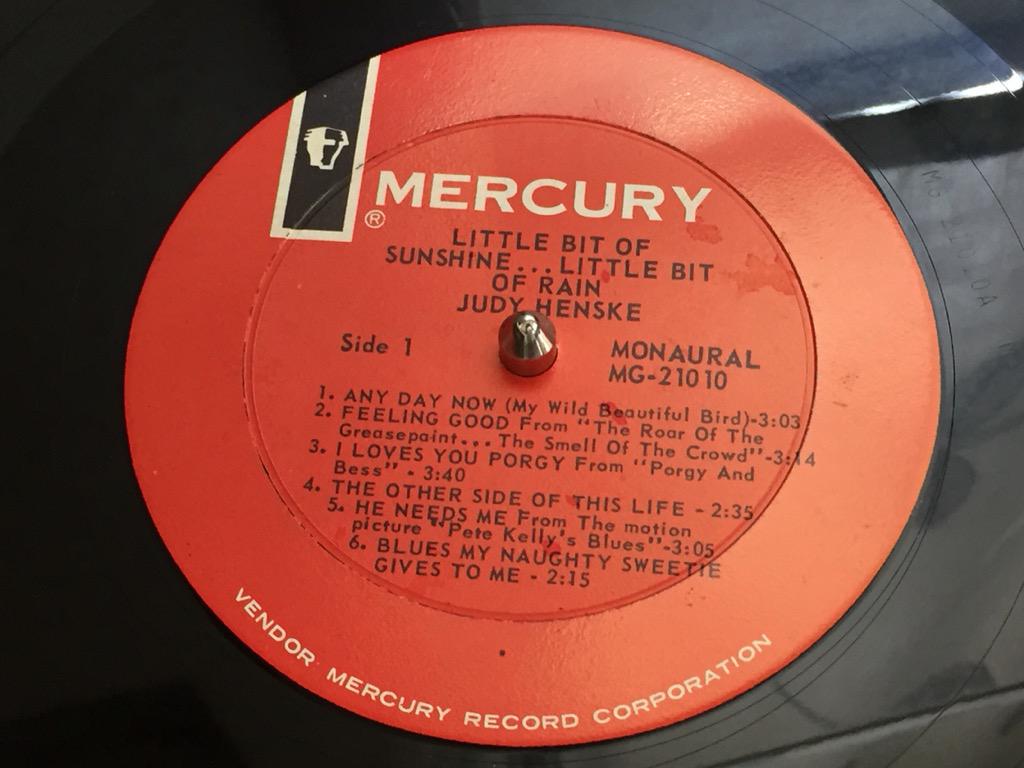 MERCURY
®
LITTLE BIT OF
SUNSHINE...LITTLE BIT
OF RAIN
JUDY HENSKE
Side 1
MONAURAL
MG-21010
1. ANY DAY NOW (My Wild Beautiful Bird)-3:03
2. FEELING GOOD From "The Roar Of The
Greasepaint... The Smell Of The Crowd"-3:14
3. I LOVES YOU PORGY From "Porgy And
Bess" - 3:40
4. THE OTHER SIDE OF THIS LIFE - 2:35
5. HE NEEDS ME From The motion
picture "Pete Kelly's Blues"-3:05
6. BLUES MY NAUGHTY SWEETIE
GIVES TO ME - 2:15
VENDOR MERCURY RECORD CORPORATION